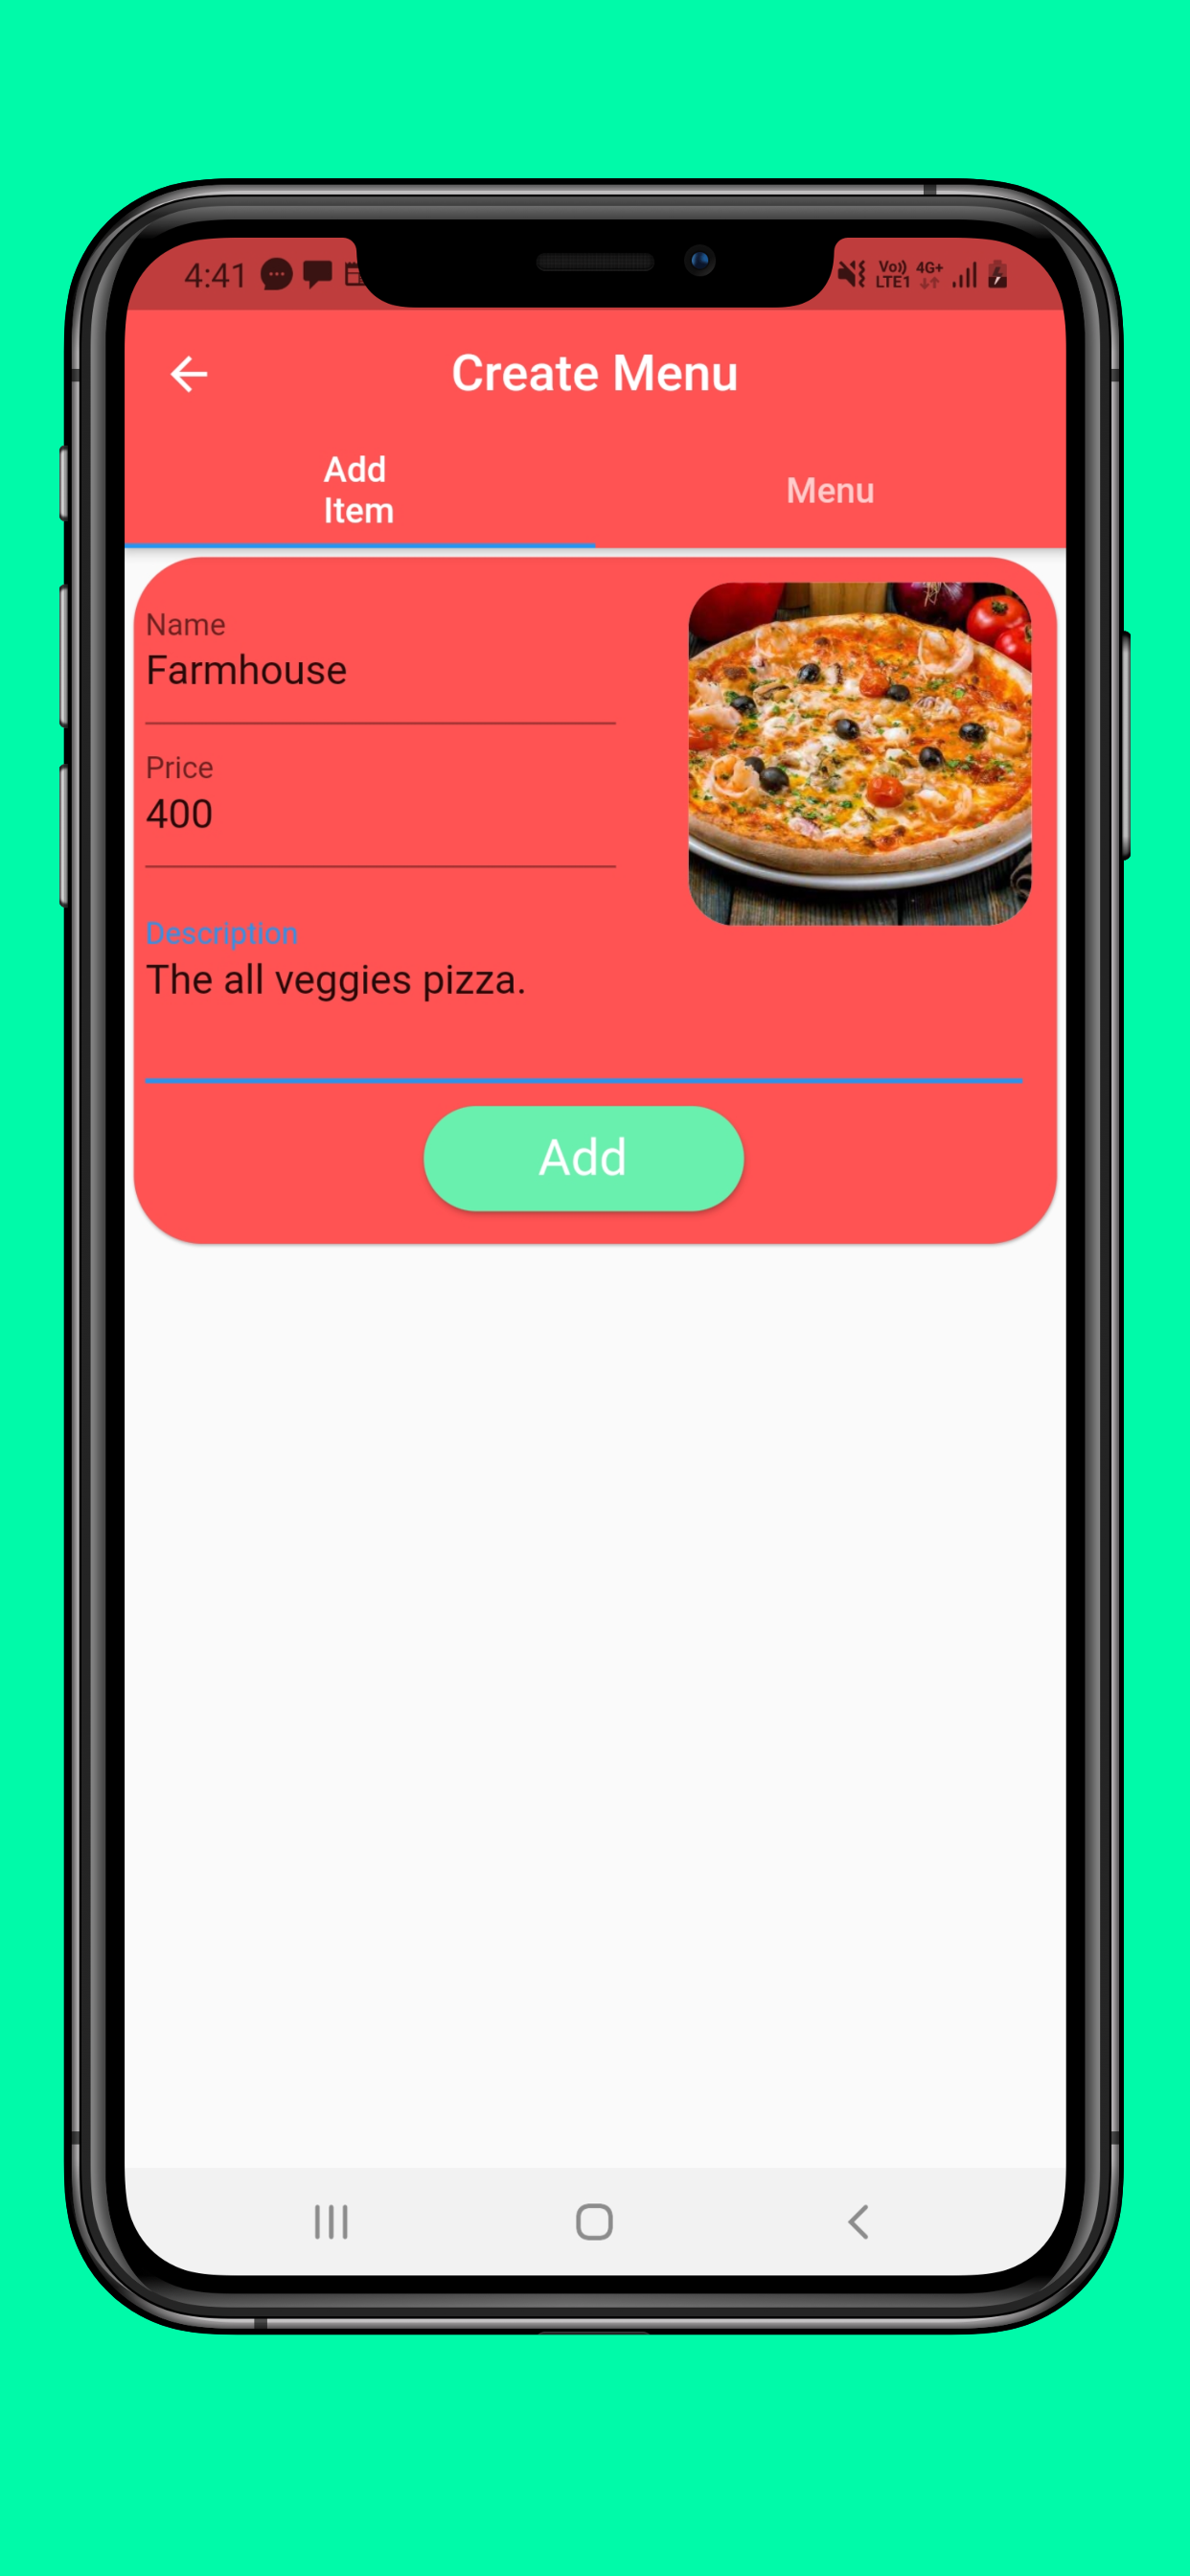 4:41
Vo)) 4G+
LTE1
Create Menu
Add
Item
Menu
Name
Farmhouse
Price
400
Description
The all veggies pizza.
Add